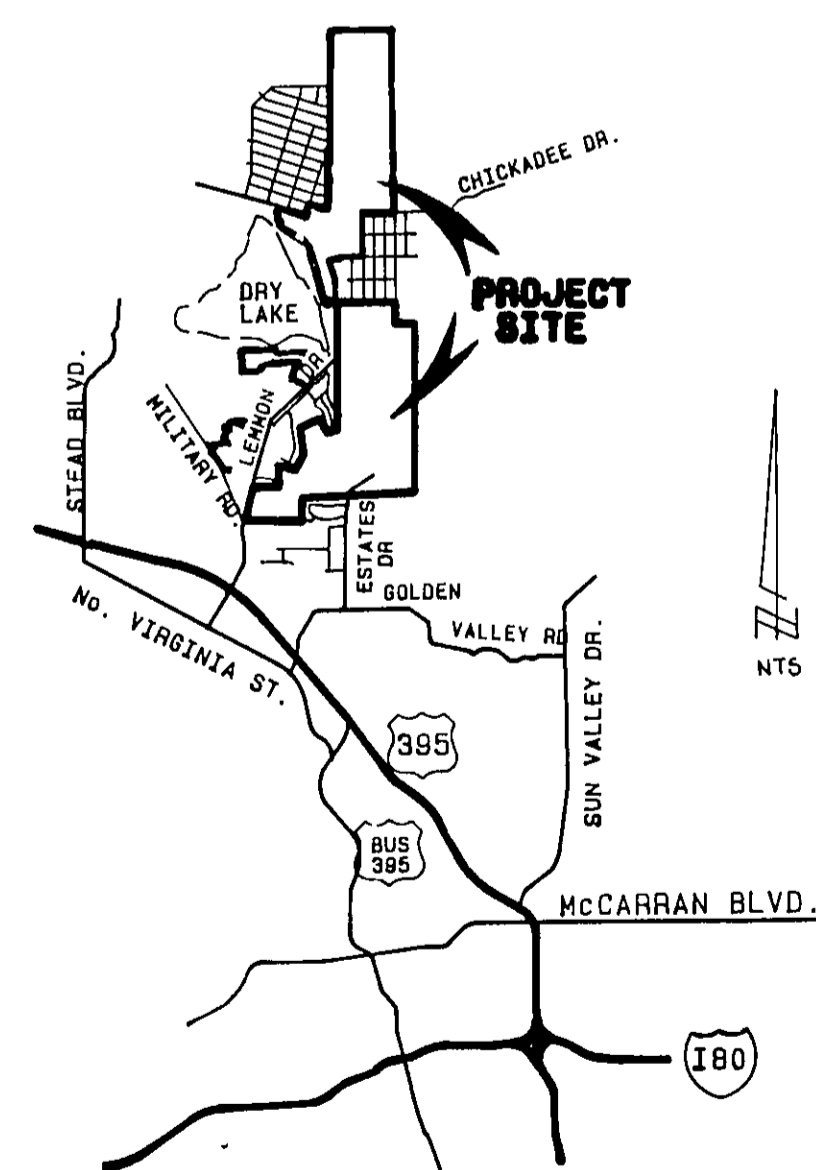 CHICKADEE DR.
DRY
LAKE
PROJECT
SITE
STEAD BLVD.
MILITARY RD.
LEMMON DR
ESTATES
DR
GOLDEN
VALLEY RD
No. VIRGINIA ST.
SUN VALLEY DR.
NTS
395
BUS
395
McCARRAN BLVD.
I80